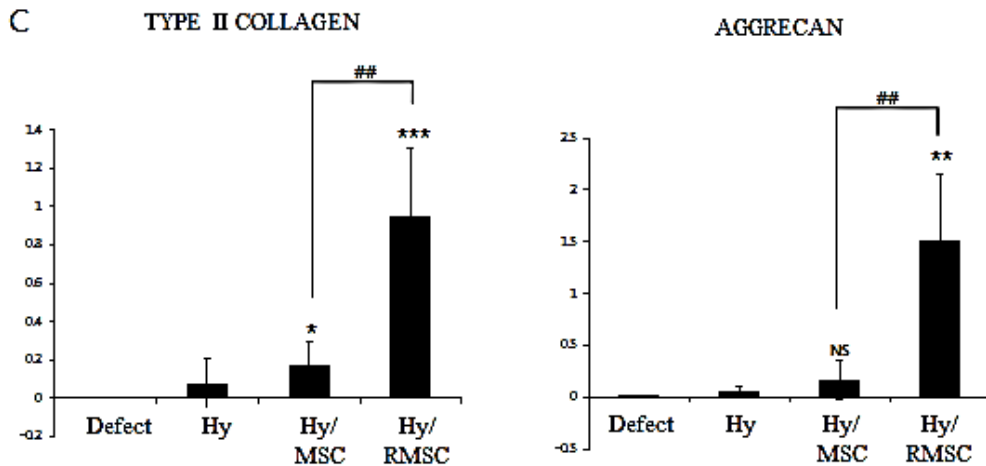 C
TYPE II COLLAGEN
##
1.4
1.2
1
0.8
0.6
0.4
0.2
0
-0.2
***
*
Defect Hy Hy/ Hy/
MSC RMSC
AGGRECAN
##
2.5
2
1.5
1
0.5
0
-0.5
**
NS
Defect Hy Hy/ Hy/
MSC RMSC